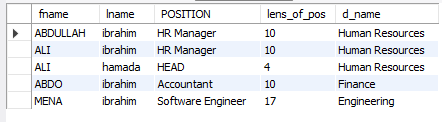 fname lname POSITION lens_of_pos d_name
ABDULLAH ibrahim HR Manager 10 Human Resources
ALI ibrahim HR Manager 10 Human Resources
ALI hamada HEAD 4 Human Resources
ABDO ibrahim Accountant 10 Finance
MENA ibrahim Software Engineer 17 Engineering